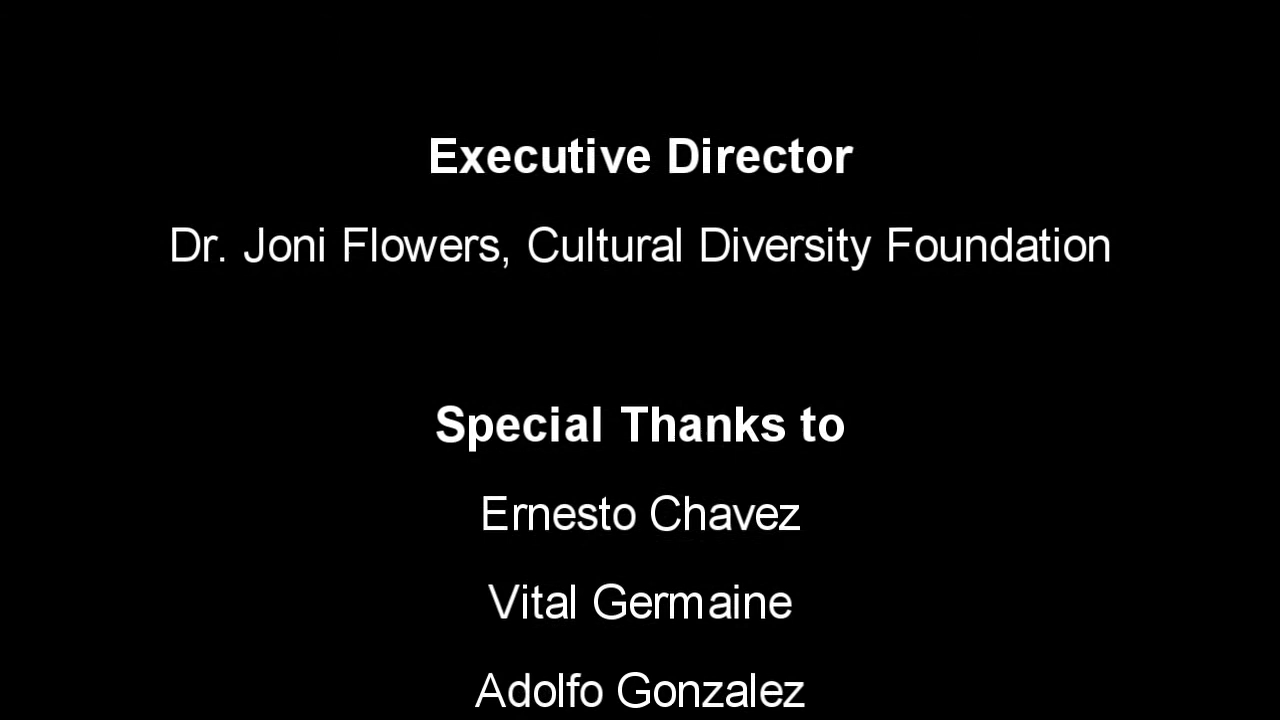 Executive Director
Dr. Joni Flowers, Cultural Diversity Foundation
Special Thanks to
Ernesto Chavez
Vital Germaine
Adolfo Gonzalez